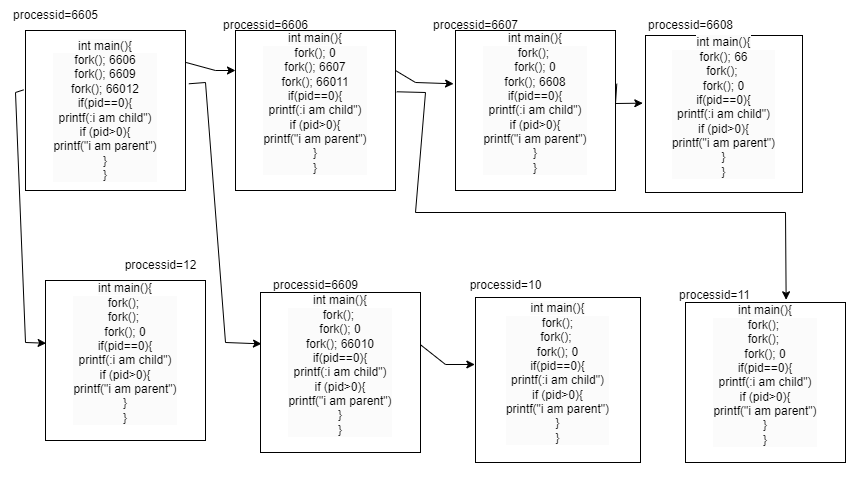 processid=6605
int main(){
fork(); 6606
fork(); 6609
fork(); 66012
if(pid==0){
printf(:i am child")
if (pid>0){
printf("i am parent")
}
}
processid=6606
int main(){
fork(); 0
fork(); 6607
fork(); 66011
if(pid==0){
printf(:i am child")
if (pid>0){
printf("i am parent")
}
}
processid=6607
int main(){
fork();
fork(); 0
fork(); 6608
if(pid==0){
printf(:i am child")
if (pid>0){
printf("i am parent")
}
}
processid=6608
int main(){
fork(); 66
fork();
fork(); 0
if(pid==0){
printf(:i am child")
if (pid>0){
printf("i am parent")
}
}
processid=12
int main(){
fork();
fork();
fork(); 0
if(pid==0){
printf(:i am child")
if (pid>0){
printf("i am parent")
}
}
processid=6609
int main(){
fork();
fork(); 0
fork(); 66010
if(pid==0){
printf(:i am child")
if (pid>0){
printf("i am parent")
}
}
processid=10
int main(){
fork();
fork();
fork(); 0
if(pid==0){
printf(:i am child")
if (pid>0){
printf("i am parent")
}
}
processid=11
int main(){
fork();
fork();
fork(); 0
if(pid==0){
printf(:i am child")
if (pid>0){
printf("i am parent")
}
}